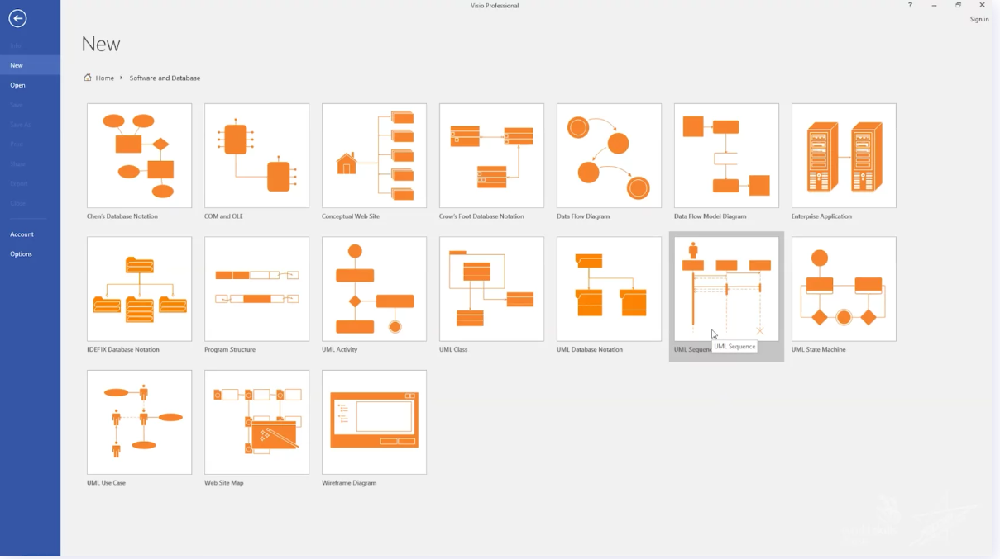 Visio Professional
?
Sign in
New
Info
New
Home
Software and Database
Open
Save
Save As
Print
Share
Export
Close
Account
Options
Chen's Database Notation
COM and OLE
Conceptual Web Site
Crow's Foot Database Notation
Data Flow Diagram
Data Flow Model Diagram
Enterprise Application
IDEF1X Database Notation
Program Structure
UML Activity
UML Class
UML Database Notation
UML Sequence
UML Sequence
UML State Machine
UML Use Case
Web Site Map
Wireframe Diagram